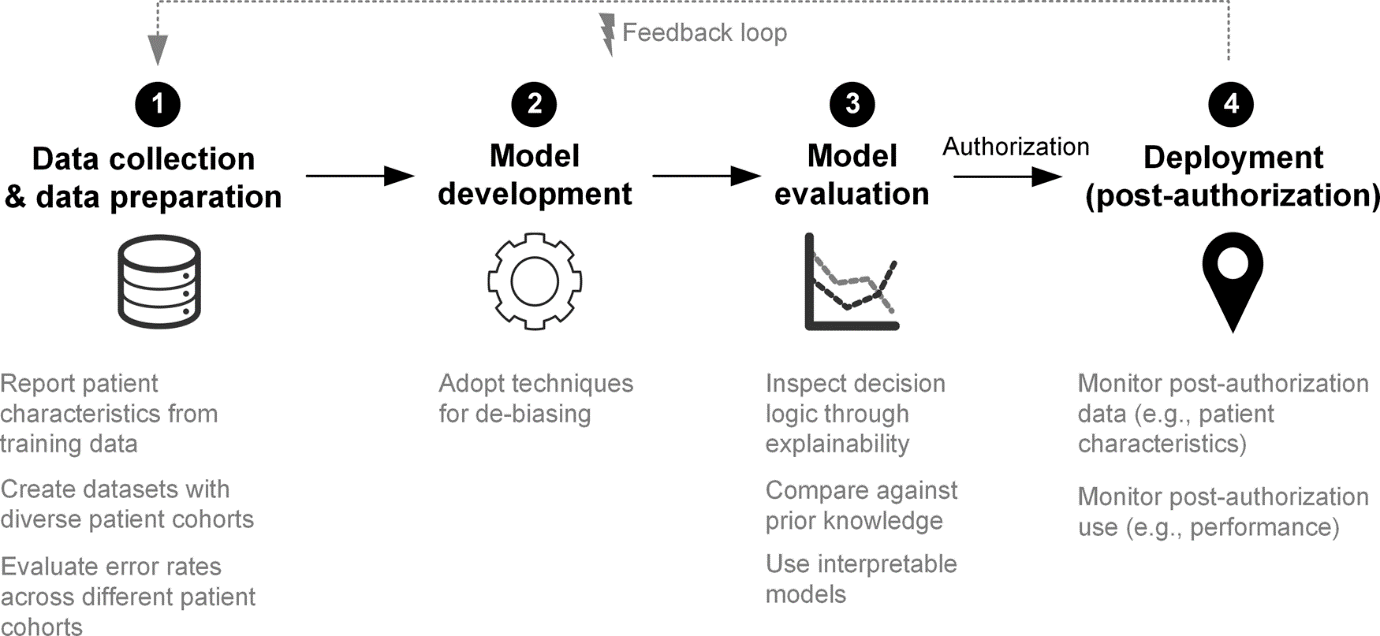 Feedback loop
1
Data collection
& data preparation
Report patient
characteristics from
training data
Create datasets with
diverse patient cohorts
Evaluate error rates
across different patient
cohorts
2
Model
development
Adopt techniques
for de-biasing
3
Model
evaluation
Inspect decision
logic through
explainability
Compare against
prior knowledge
Use interpretable
models
Authorization
4
Deployment
(post-authorization)
Monitor post-authorization
data (e.g., patient
characteristics)
Monitor post-authorization
use (e.g., performance)